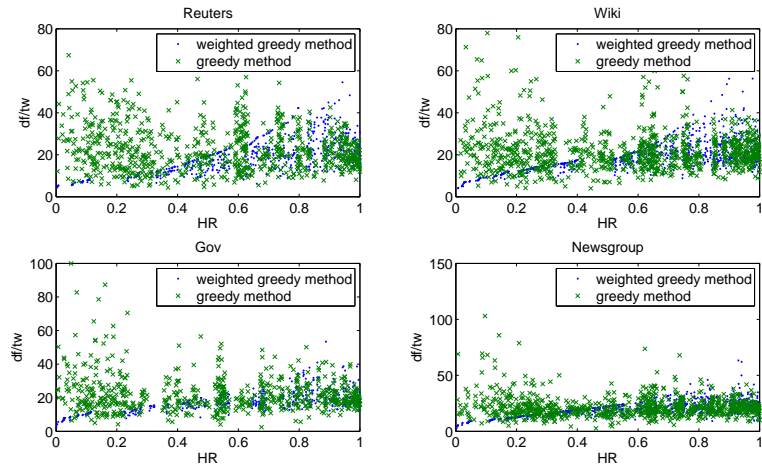 Reuters
80
60
40
20
0
0 0.2 0.4 0.6 0.8 1
df/tw
HR
weighted greedy method
greedy method
Wiki
80
60
40
20
0
0 0.2 0.4 0.6 0.8 1
df/tw
HR
weighted greedy method
greedy method
Gov
100
80
60
40
20
0
0 0.2 0.4 0.6 0.8 1
df/tw
HR
weighted greedy method
greedy method
Newsgroup
150
100
50
0
0 0.2 0.4 0.6 0.8 1
df/tw
HR
weighted greedy method
greedy method